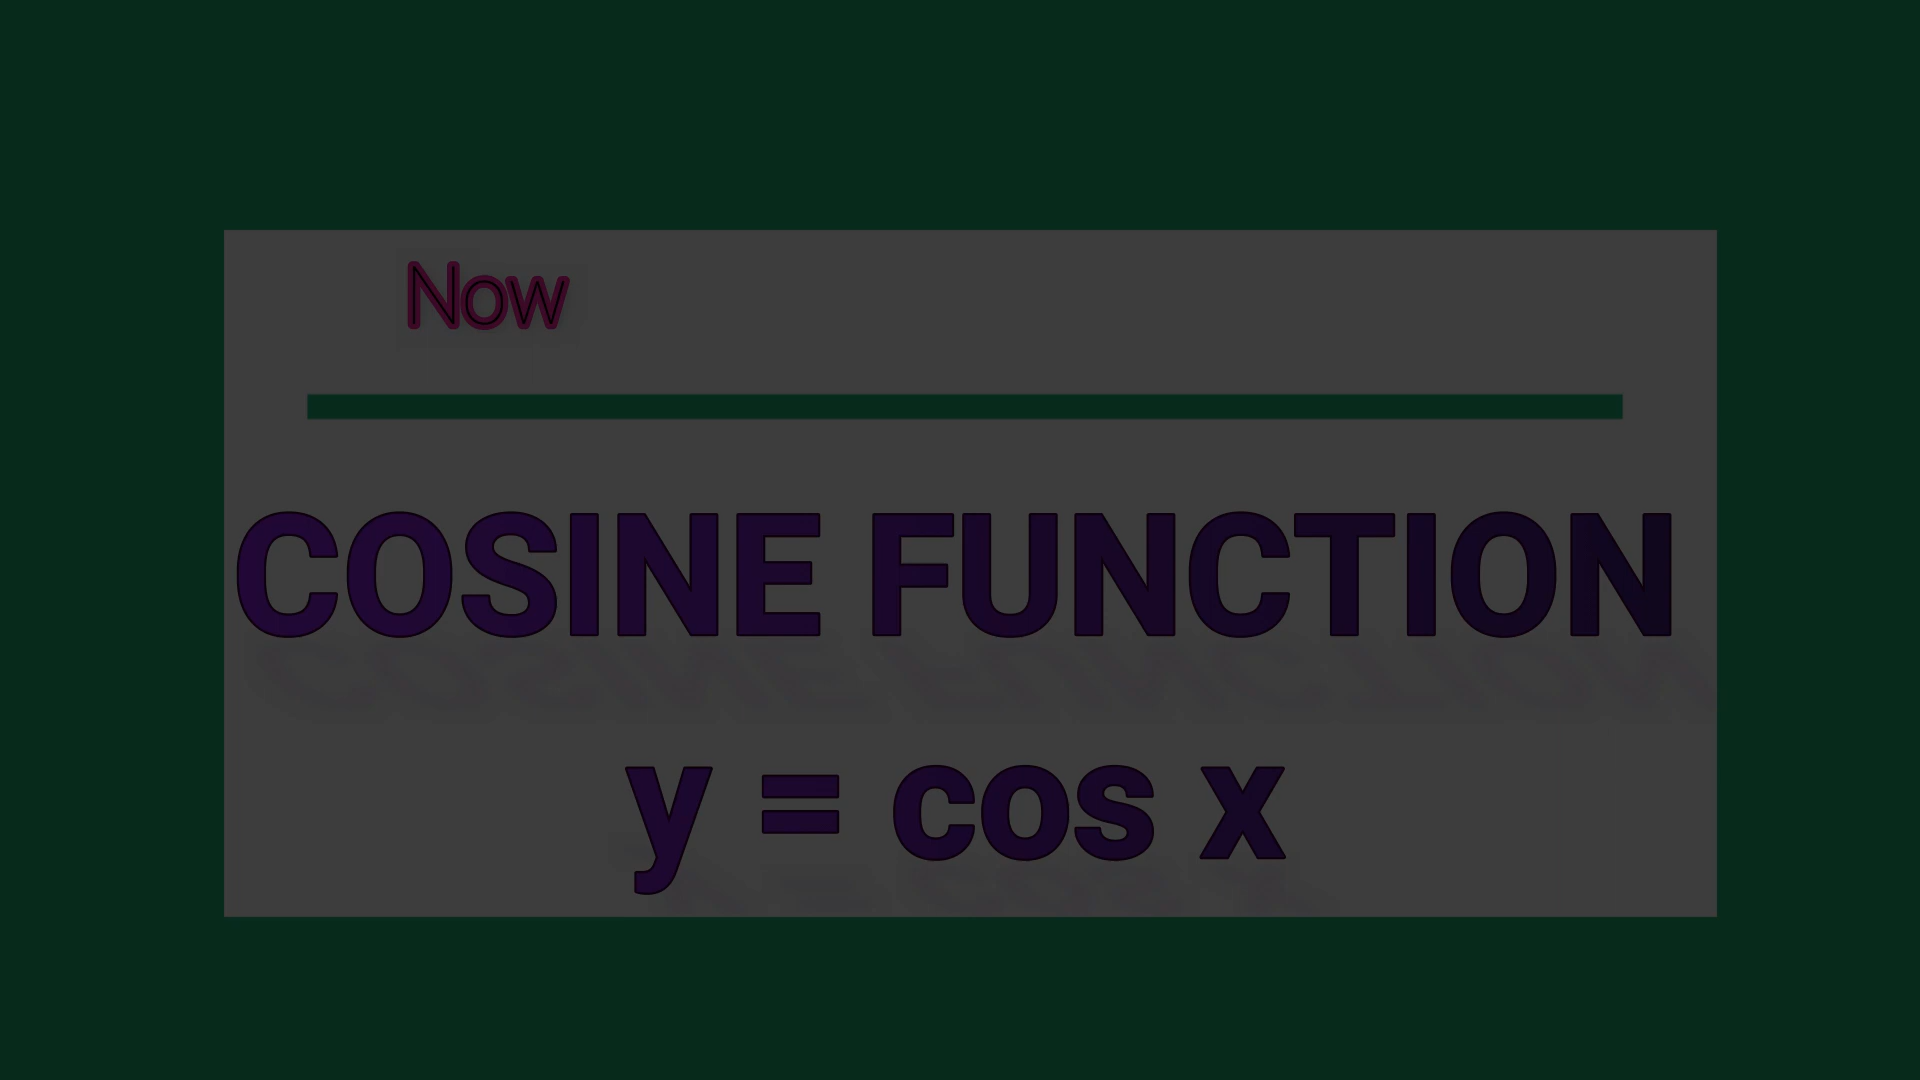 Now
COSINE FUNCTION
y = cos x